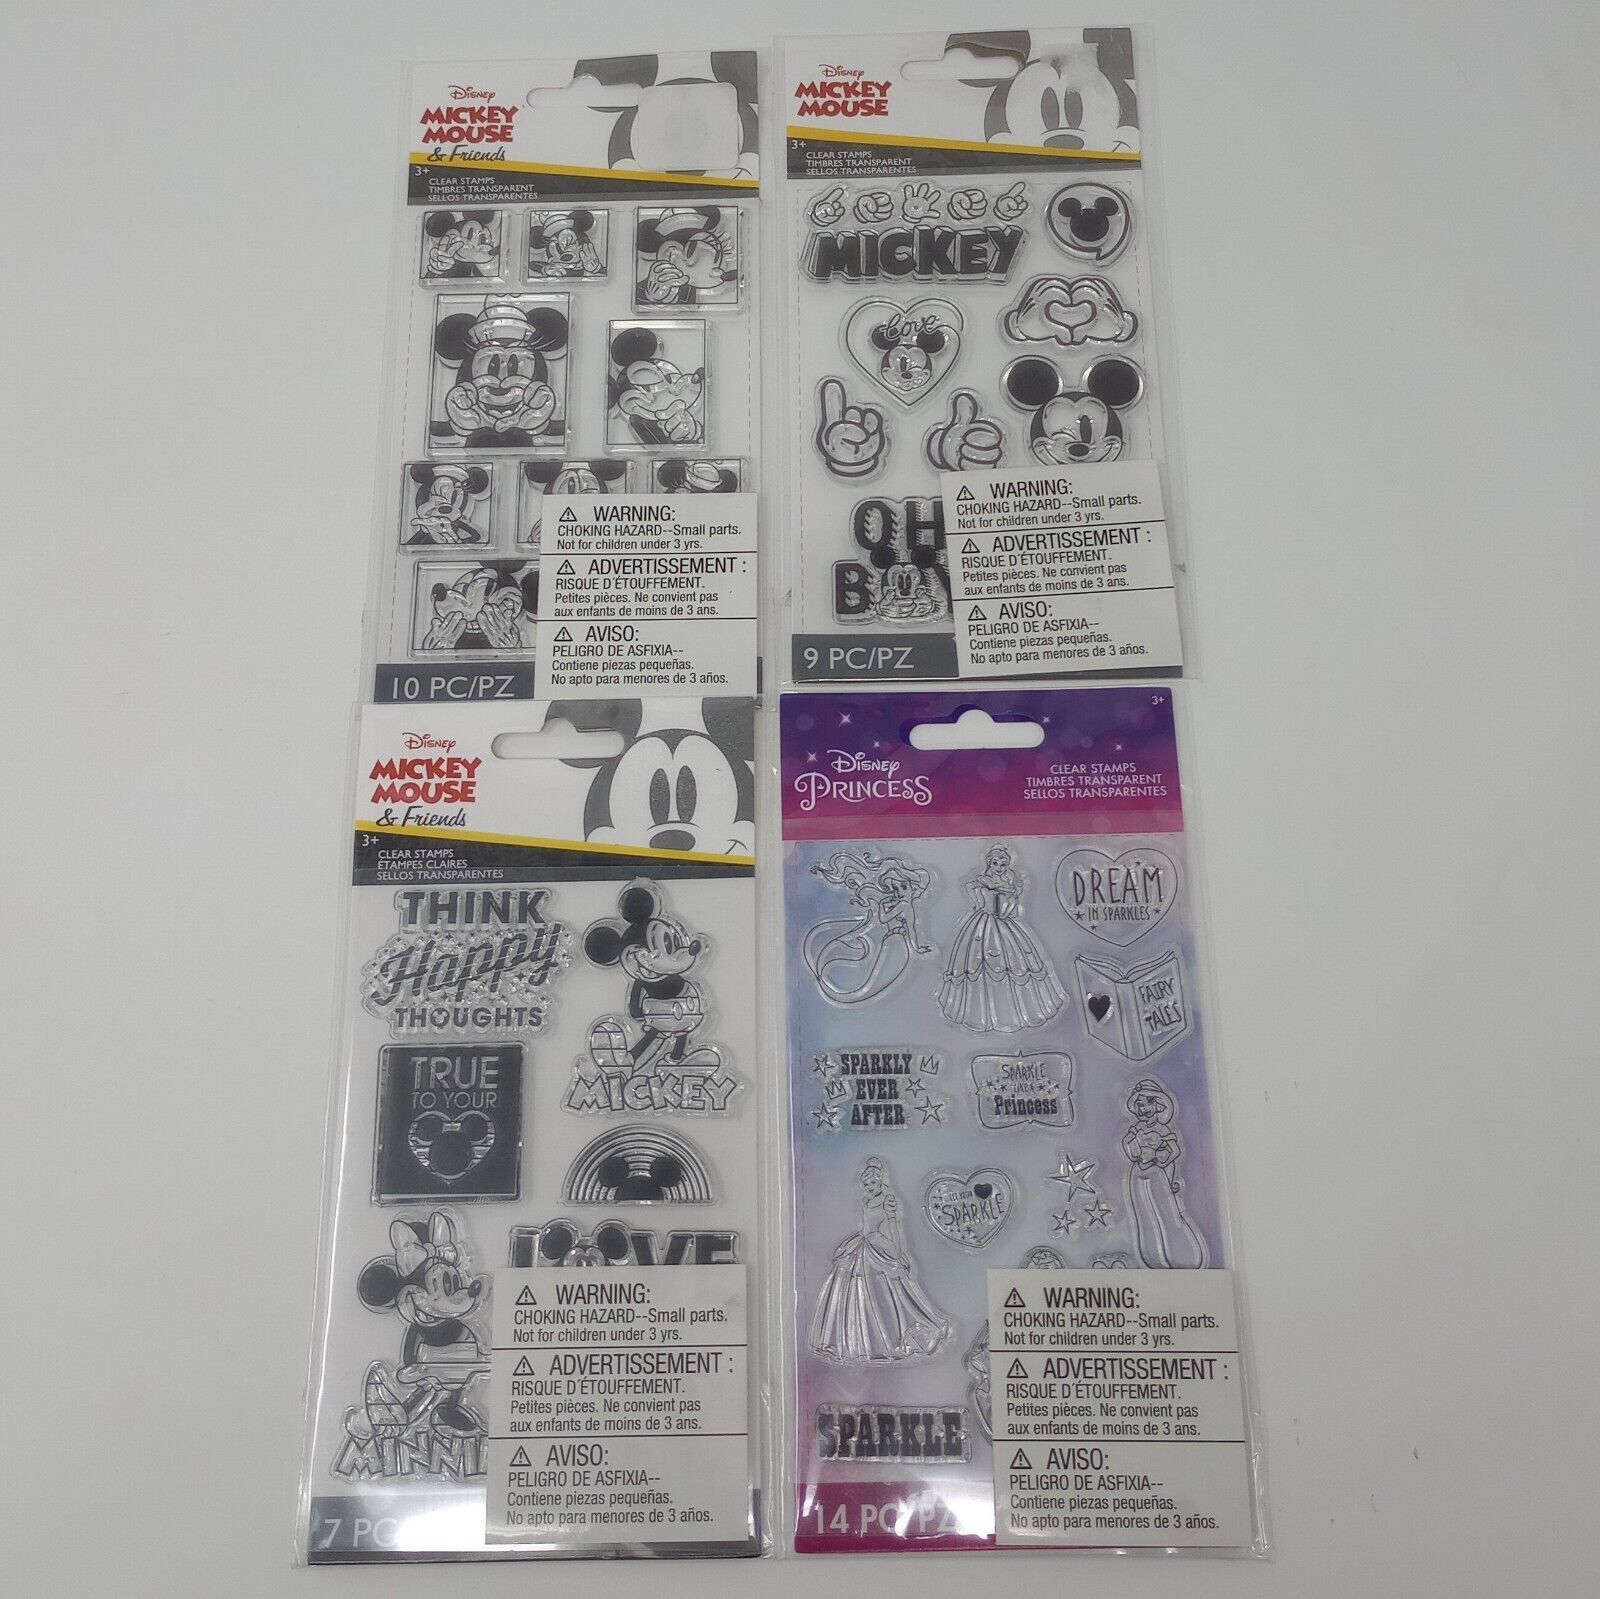 Disney
MICKEY
MOUSE
& Friends
3+
CLEAR STAMPS
TIMBRES TRANSPARENT
SELLOS TRANSPARENTES
⚠ WARNING:
CHOKING HAZARD--Small parts.
Not for children under 3 yrs.
⚠ ADVERTISSEMENT :
RISQUE D'ÉTOUFFEMENT.
Petites pièces. Ne convient pas
aux enfants de moins de 3 ans.
⚠ AVISO:
PELIGRO DE ASFIXIA--
Contiene piezas pequeñas.
No apto para menores de 3 años.
10 PC/PZ
Disney
MICKEY
MOUSE
3+
CLEAR STAMPS
TIMBRES TRANSPARENT
SELLOS TRANSPARENTES
MICKEY
Love
OH
B
⚠ WARNING:
CHOKING HAZARD--Small parts.
Not for children under 3 yrs.
⚠ ADVERTISSEMENT :
RISQUE D'ÉTOUFFEMENT.
Petites pièces. Ne convient pas
aux enfants de moins de 3 ans.
⚠ AVISO:
PELIGRO DE ASFIXIA--
Contiene piezas pequeñas.
No apto para menores de 3 años.
9 PC/PZ
Disney
MICKEY
MOUSE
& Friends
3+
CLEAR STAMPS
ÉTAMPES CLAIRES
SELLOS TRANSPARENTES
THINK
Happy
THOUGHTS
MICKEY
TRUE
TO YOUR
LOVE
MINNI
⚠ WARNING:
CHOKING HAZARD--Small parts.
Not for children under 3 yrs.
⚠ ADVERTISSEMENT :
RISQUE D'ÉTOUFFEMENT.
Petites pièces. Ne convient pas
aux enfants de moins de 3 ans.
⚠ AVISO:
PELIGRO DE ASFIXIA--
Contiene piezas pequeñas.
No apto para menores de 3 años.
7 PC
3+
Disney
PRINCESS
CLEAR STAMPS
TIMBRES TRANSPARENT
SELLOS TRANSPARENTES
DREAM
IN SPARKLES
FAIRY
TALES
SPARKLY
EVER
AFTER
SPARKLE
LIKE A
Princess
SPARKLE
SPARKLE
⚠ WARNING:
CHOKING HAZARD--Small parts.
Not for children under 3 yrs.
⚠ ADVERTISSEMENT :
RISQUE D'ÉTOUFFEMENT.
Petites pièces. Ne convient pas
aux enfants de moins de 3 ans.
⚠ AVISO:
PELIGRO DE ASFIXIA--
Contiene piezas pequeñas.
No apto para menores de 3 años.
14 PC/PZ